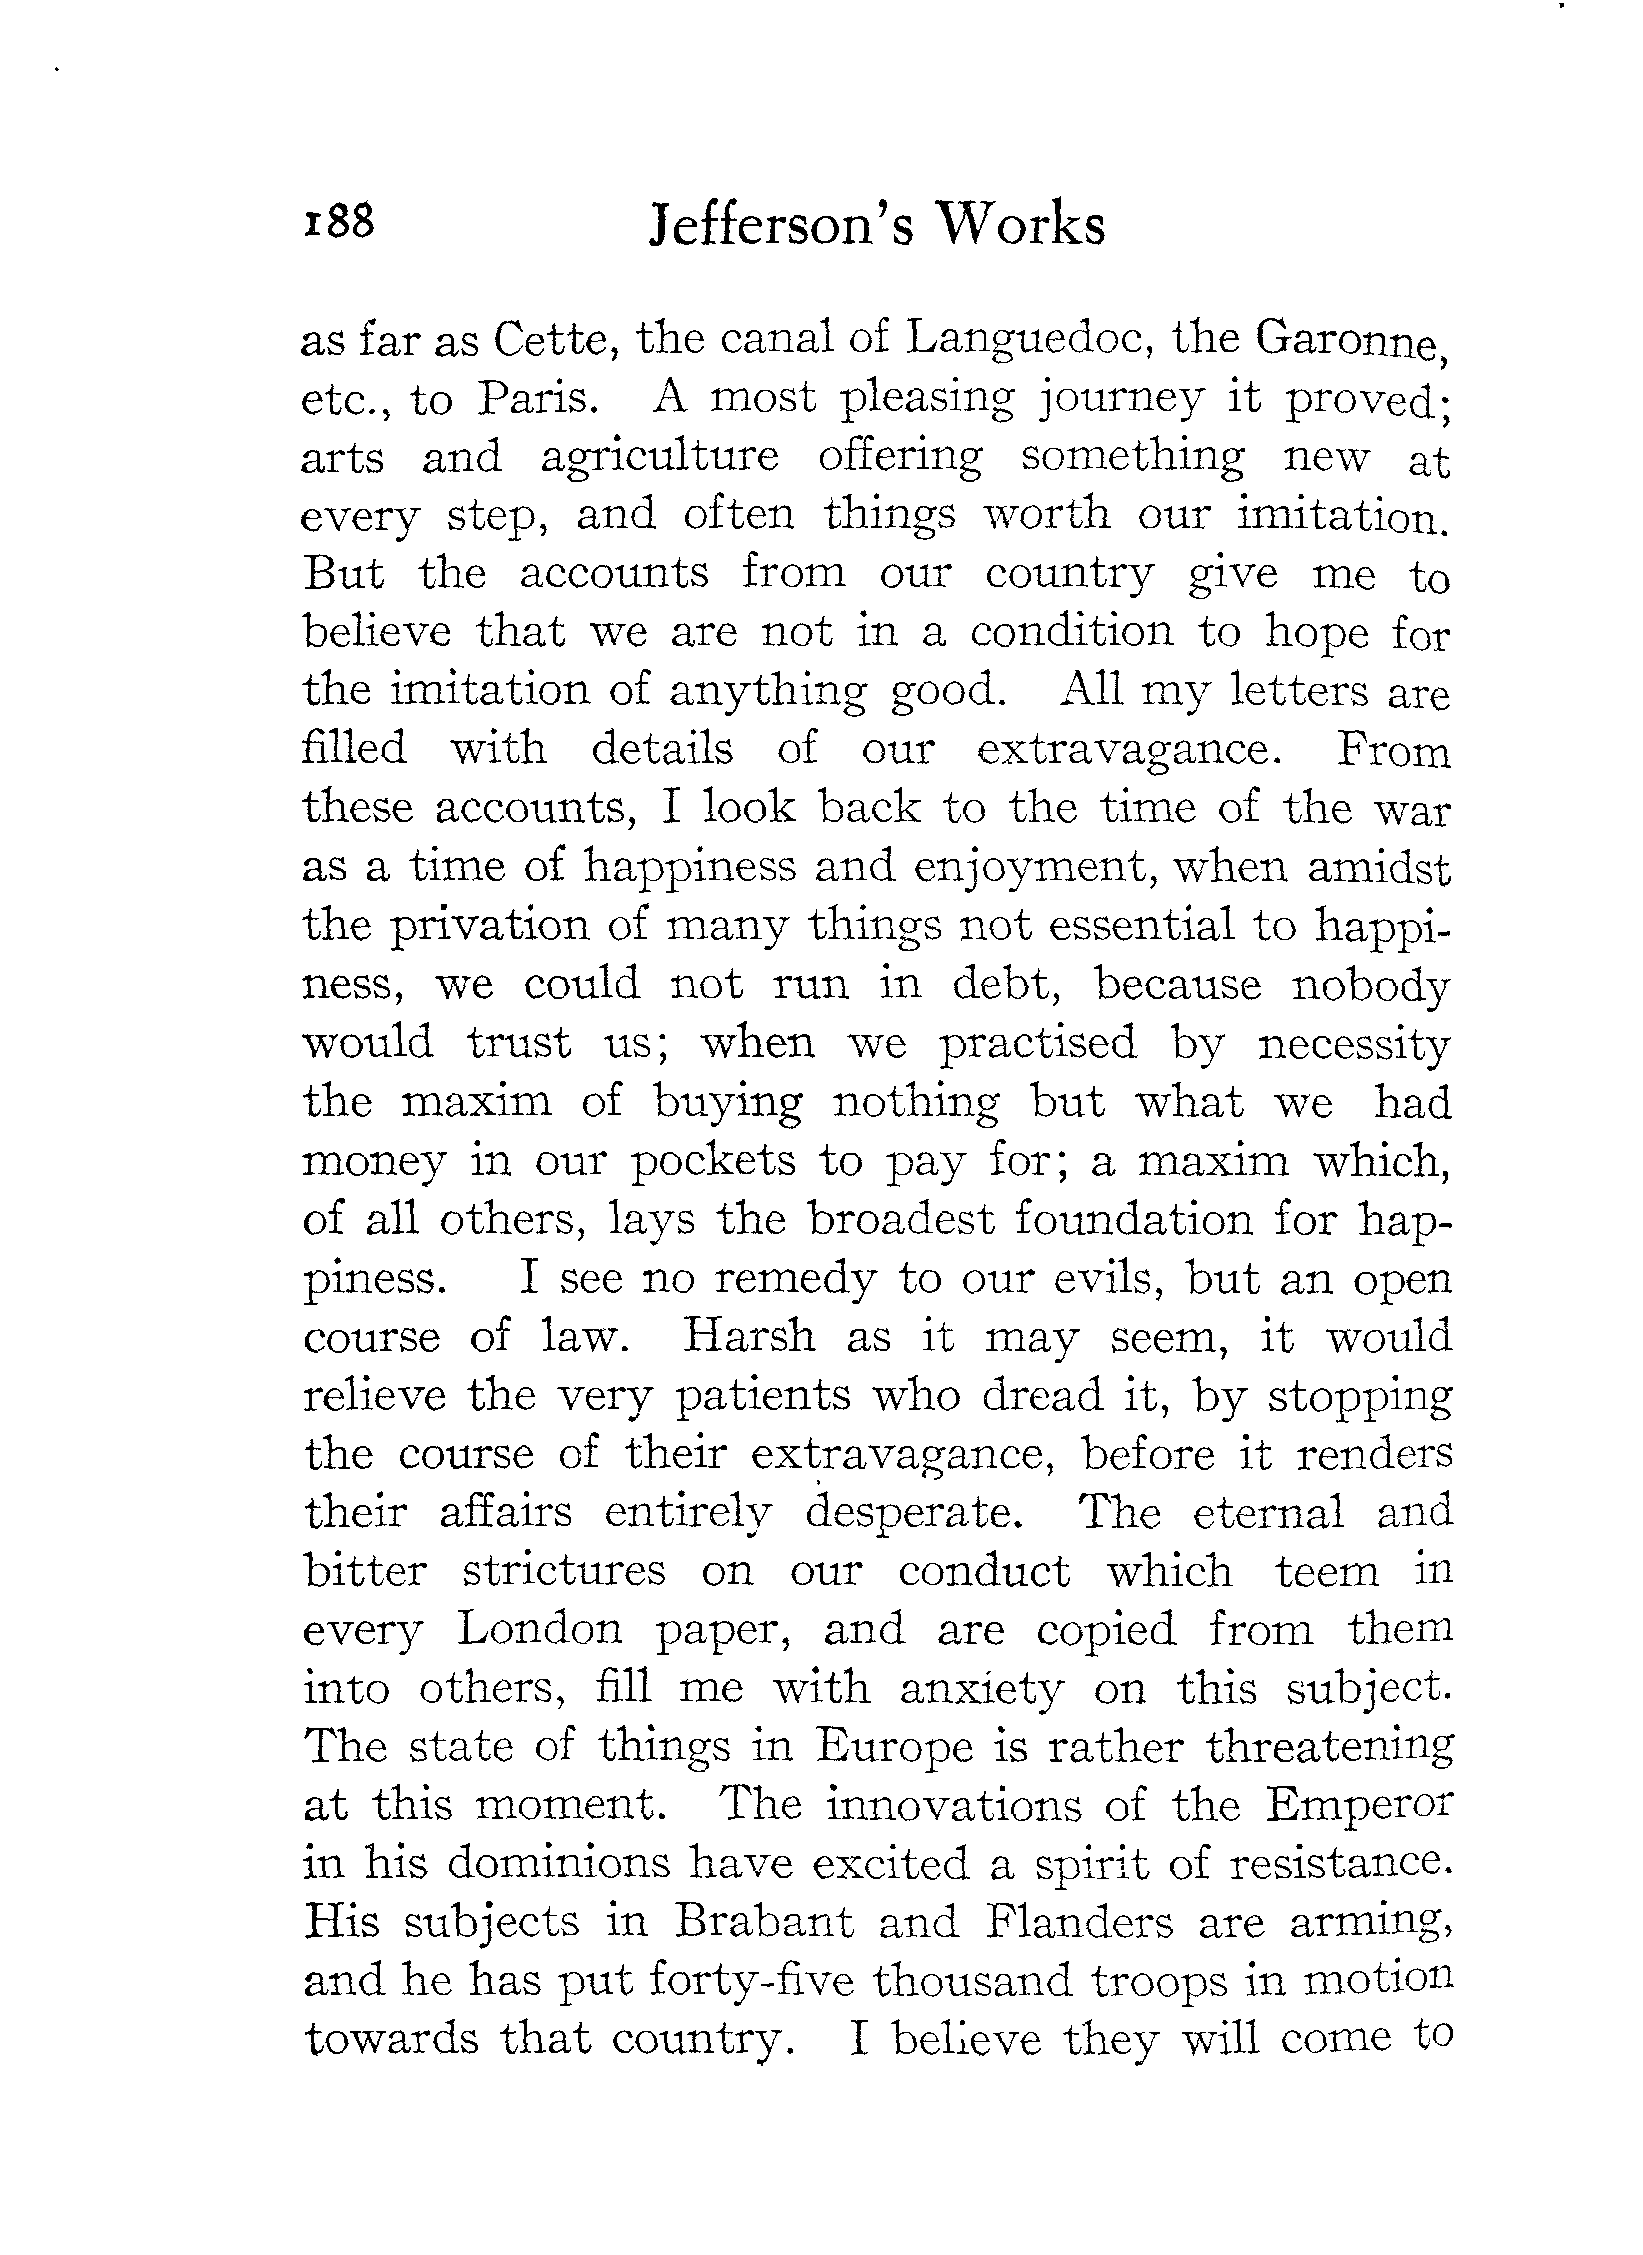 188 Jefferson's Works
as far as Cette, the canal of Languedoc, the Garonne,
etc., to Paris. A most pleasing journey it proved;
arts and agriculture offering something new at
every step, and often things worth our imitation.
But the accounts from our country give me to
believe that we are not in a condition to hope for
the imitation of anything good. All my letters are
filled with details of our extravagance. From
these accounts, I look back to the time of the war
as a time of happiness and enjoyment, when amidst
the privation of many things not essential to happi-
ness, we could not run in debt, because nobody
would trust us; when we practised by necessity
the maxim of buying nothing but what we had
money in our pockets to pay for; a maxim which,
of all others, lays the broadest foundation for hap-
piness. I see no remedy to our evils, but an open
course of law. Harsh as it may seem, it would
relieve the very patients who dread it, by stopping
the course of their extravagance, before it renders
their affairs entirely desperate. The eternal and
bitter strictures on our conduct which teem in
every London paper, and are copied from them
into others, fill me with anxiety on this subject.
The state of things in Europe is rather threatening
at this moment. The innovations of the Emperor
in his dominions have excited a spirit of resistance.
His subjects in Brabant and Flanders are arming,
and he has put forty-five thousand troops in motion
towards that country. I believe they will come to